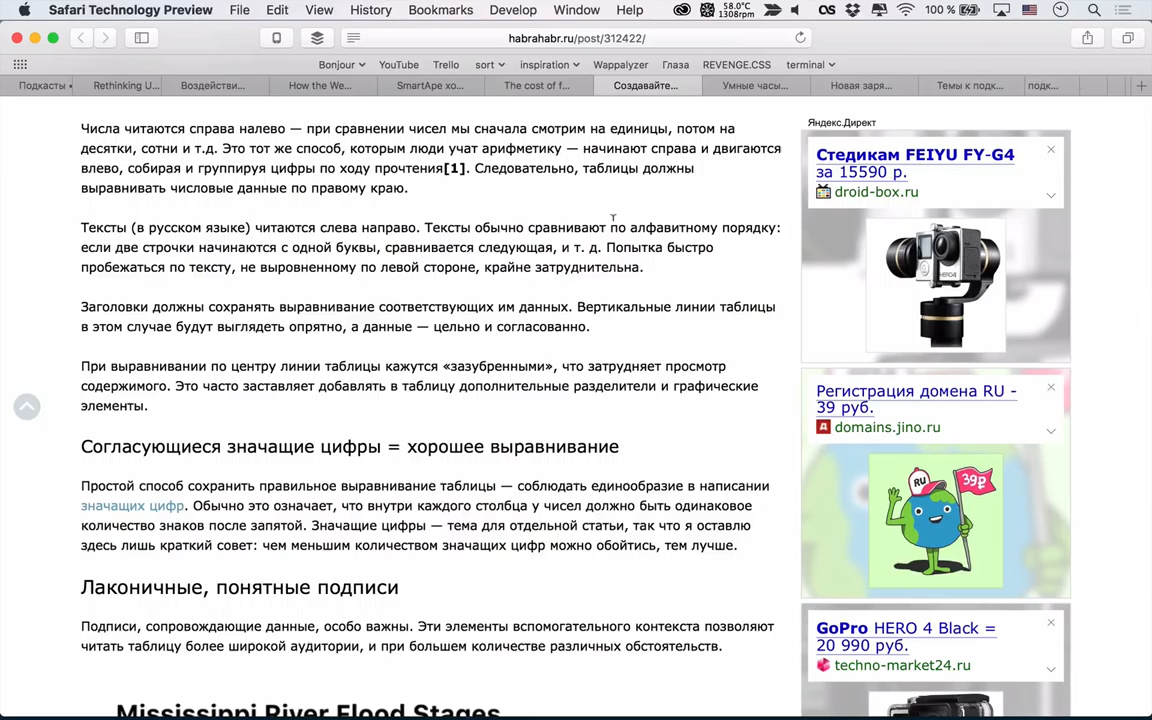 Safari Technology Preview File Edit View History Bookmarks Develop Window Help 58.0°C 1308rpm 100 %
habrahabr.ru/post/312422/
Bonjour YouTube Trello sort inspiration Wappalyzer Глаза REVENGE.CSS terminal
Подкасты Rethinking U... Воздействи... How the We... SmartApe хо... The cost of f... Создавайте... Умные часы... Новая заря... Темы к подк... подк...
Числа читаются справа налево — при сравнении чисел мы сначала смотрим на единицы, потом на
десятки, сотни и т.д. Это тот же способ, которым люди учат арифметику — начинают справа и двигаются
влево, собирая и группируя цифры по ходу прочтения[1]. Следовательно, таблицы должны
выравнивать числовые данные по правому краю.
Тексты (в русском языке) читаются слева направо. Тексты обычно сравнивают по алфавитному порядку:
если две строчки начинаются с одной буквы, сравнивается следующая, и т. д. Попытка быстро
пробежаться по тексту, не выровненному по левой стороне, крайне затруднительна.
Заголовки должны сохранять выравнивание соответствующих им данных. Вертикальные линии таблицы
в этом случае будут выглядеть опрятно, а данные — цельно и согласованно.
При выравнивании по центру линии таблицы кажутся «зазубренными», что затрудняет просмотр
содержимого. Это часто заставляет добавлять в таблицу дополнительные разделители и графические
элементы.
Согласующиеся значащие цифры = хорошее выравнивание
Простой способ сохранить правильное выравнивание таблицы — соблюдать единообразие в написании
значащих цифр. Обычно это означает, что внутри каждого столбца у чисел должно быть одинаковое
количество знаков после запятой. Значащие цифры — тема для отдельной статьи, так что я оставлю
здесь лишь краткий совет: чем меньшим количеством значащих цифр можно обойтись, тем лучше.
Лаконичные, понятные подписи
Подписи, сопровождающие данные, особо важны. Эти элементы вспомогательного контекста позволяют
читать таблицу более широкой аудитории, и при большем количестве различных обстоятельств.
Mississippi River Flood Stages
Яндекс.Директ
Стедикам FEIYU FY-G4
за 15590 р.
droid-box.ru
HERO4
Регистрация домена RU -
39 руб.
domains.jino.ru
RU
39₽
GoPro HERO 4 Black =
20 990 руб.
techno-market24.ru